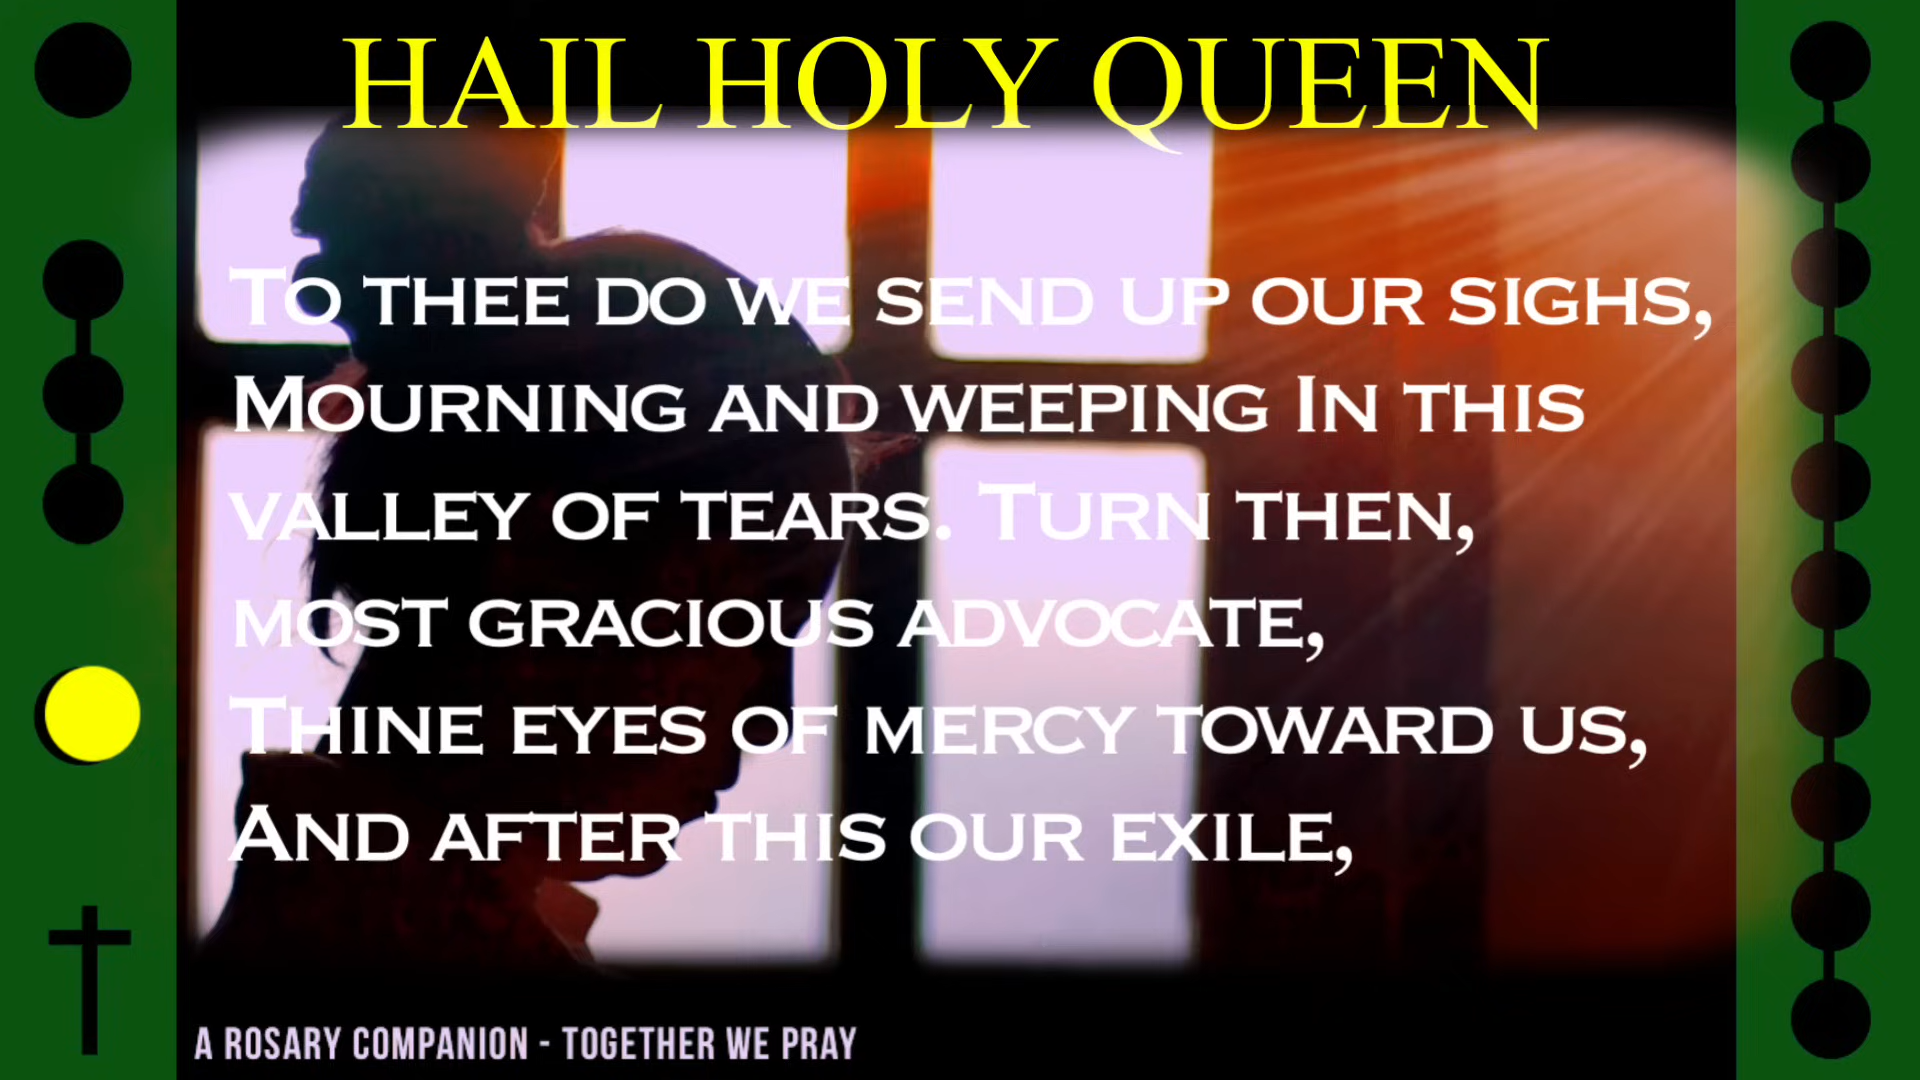 HAIL HOLY QUEEN
To thee do we send up our sighs,
Mourning and weeping In this
valley of tears. Turn then,
most gracious advocate,
Thine eyes of mercy toward us,
And after this our exile,
A ROSARY COMPANION - TOGETHER WE PRAY